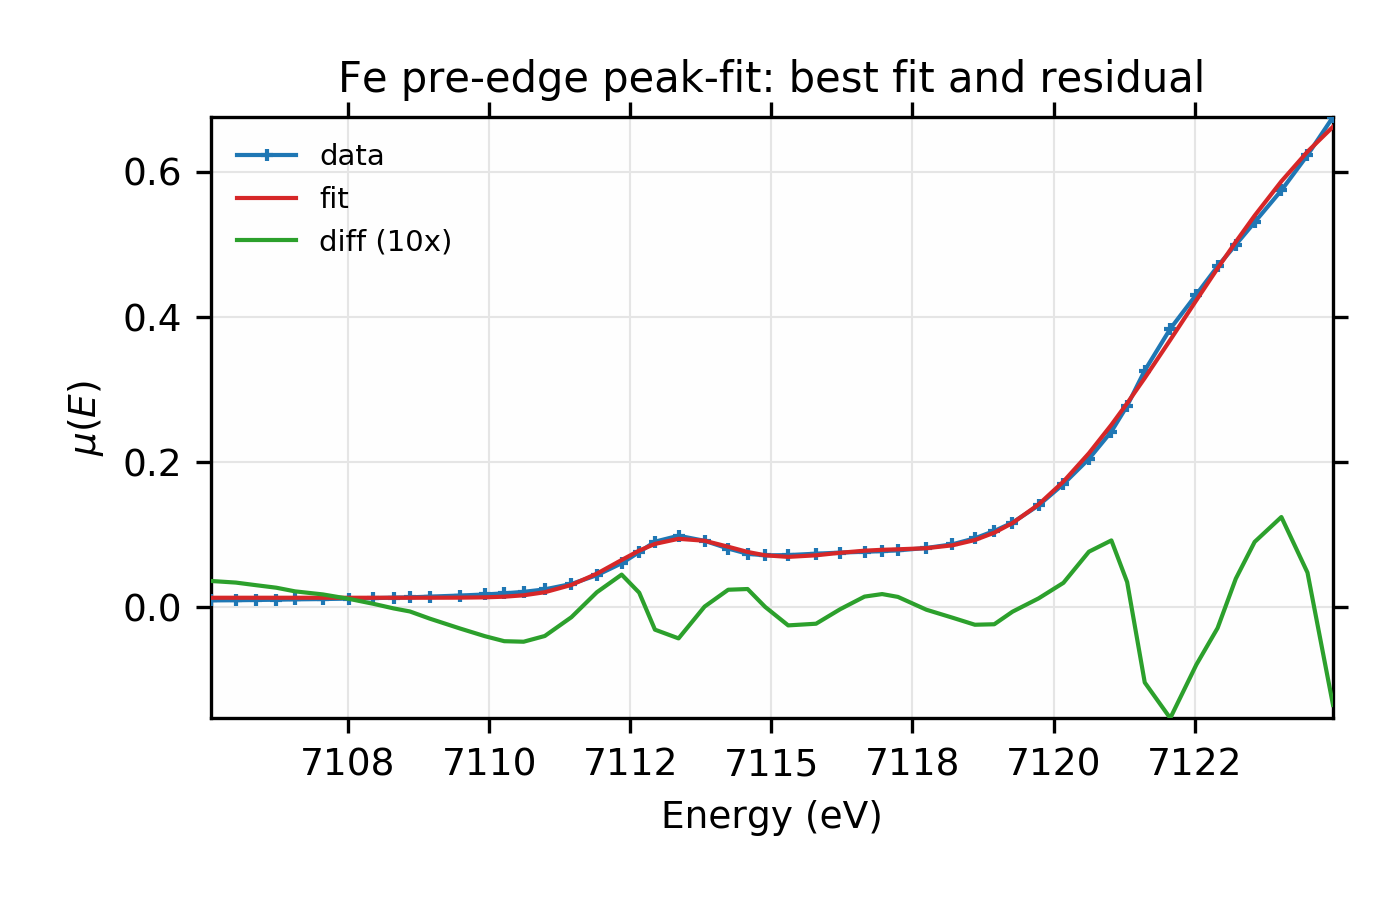 Fe pre-edge peak-fit: best fit and residual
data
fit
diff (10x)
0.6
0.4
0.2
0.0
μ(E)
7108 7110 7112 7115 7118 7120 7122
Energy (eV)